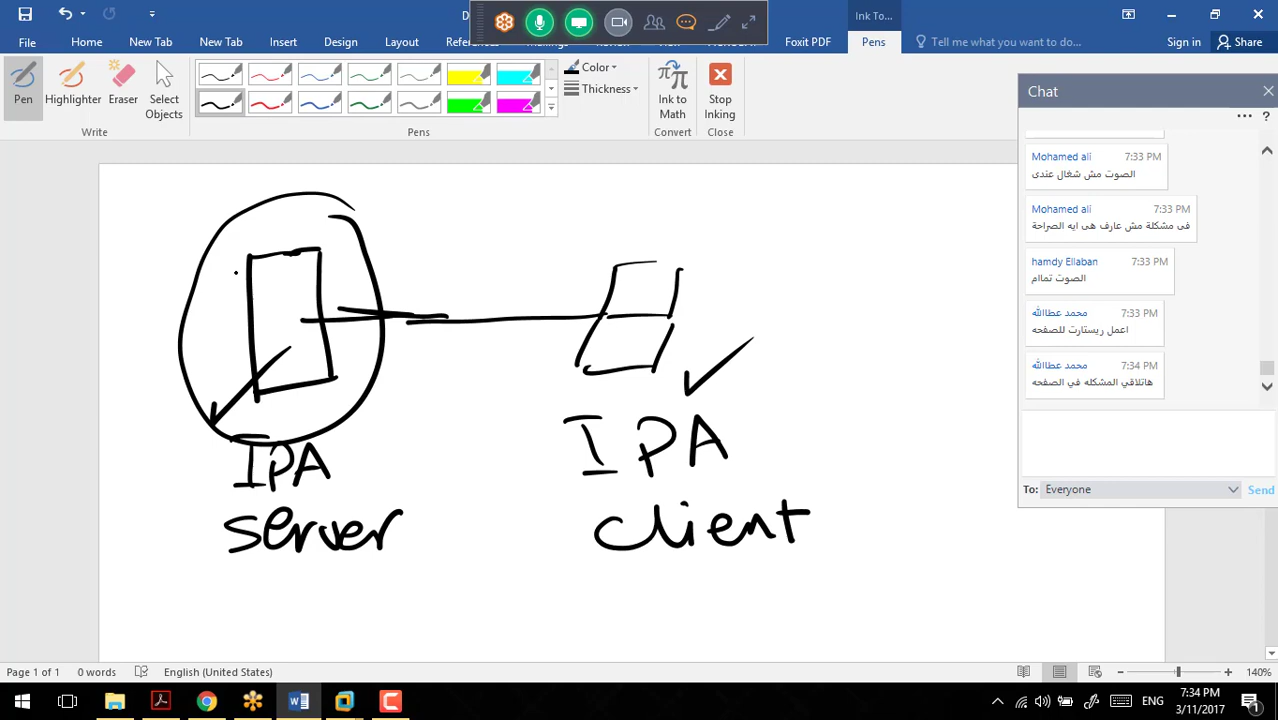 D
Ink To...
File
Home
New Tab
New Tab
Insert
Design
Layout
Foxit PDF
Pens
Tell me what you want to do...
Sign in
Share
Pen
Highlighter
Eraser
Select
Objects
Write
Pens
Color
Thickness
Ink to
Math
Convert
Stop
Inking
Close
Chat
Mohamed ali 7:33 PM
الصوت مش شغال عندى
Mohamed ali 7:33 PM
فى مشكلة مش عارف هى ايه الصراحة
hamdy Ellaban 7:33 PM
الصوت تماام
محمد عطاالله 7:33 PM
اعمل ريستارت للصفحه
محمد عطاالله 7:34 PM
هاتلاقي المشكله في الصفحه
To: Everyone
Send
IPA
server
IPA
client
Page 1 of 1
0 words
English (United States)
140%
ENG
7:34 PM
3/11/2017